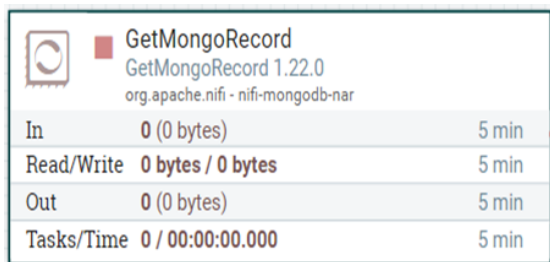 GetMongoRecord
GetMongoRecord 1.22.0
org.apache.nifi - nifi-mongodb-nar
In 0 (0 bytes) 5 min
Read/Write 0 bytes / 0 bytes 5 min
Out 0 (0 bytes) 5 min
Tasks/Time 0 / 00:00:00.000 5 min